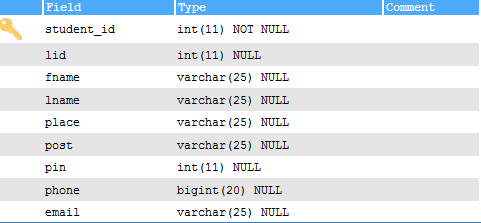 Field Type Comment
student_id int(11) NOT NULL
lid int(11) NULL
fname varchar(25) NULL
lname varchar(25) NULL
place varchar(25) NULL
post varchar(25) NULL
pin int(11) NULL
phone bigint(20) NULL
email varchar(25) NULL